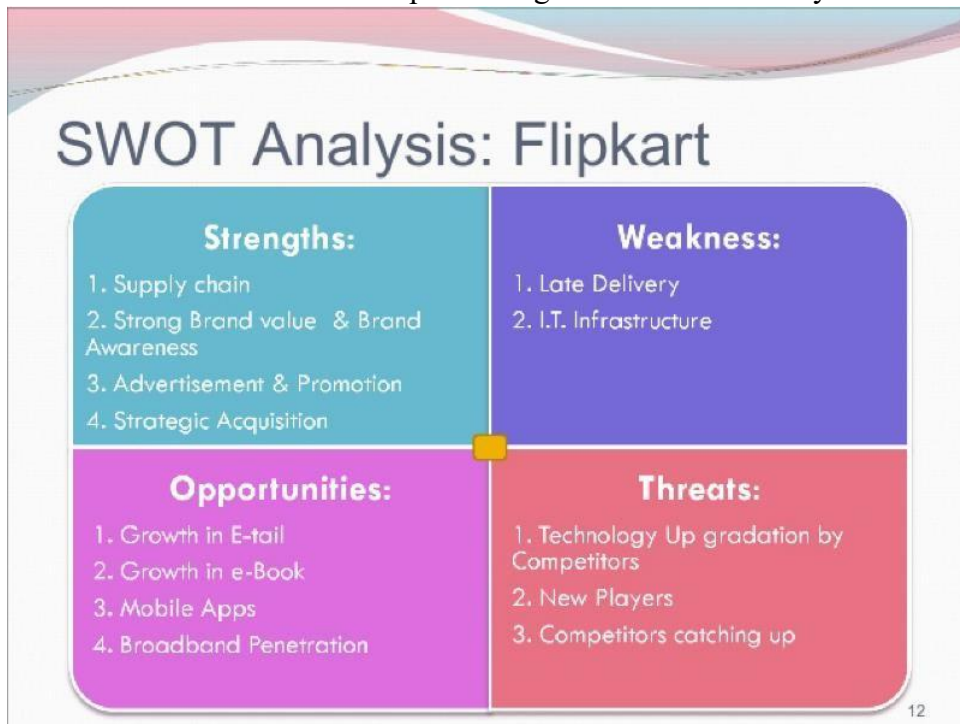 SWOT Analysis: Flipkart
Strengths:
1. Supply chain
2. Strong Brand value & Brand
Awareness
3. Advertisement & Promotion
4. Strategic Acquisition
Weakness:
1. Late Delivery
2. I.T. Infrastructure
Opportunities:
1. Growth in E-tail
2. Growth in e-Book
3. Mobile Apps
4. Broadband Penetration
Threats:
1. Technology Up gradation by
Competitors
2. New Players
3. Competitors catching up
12